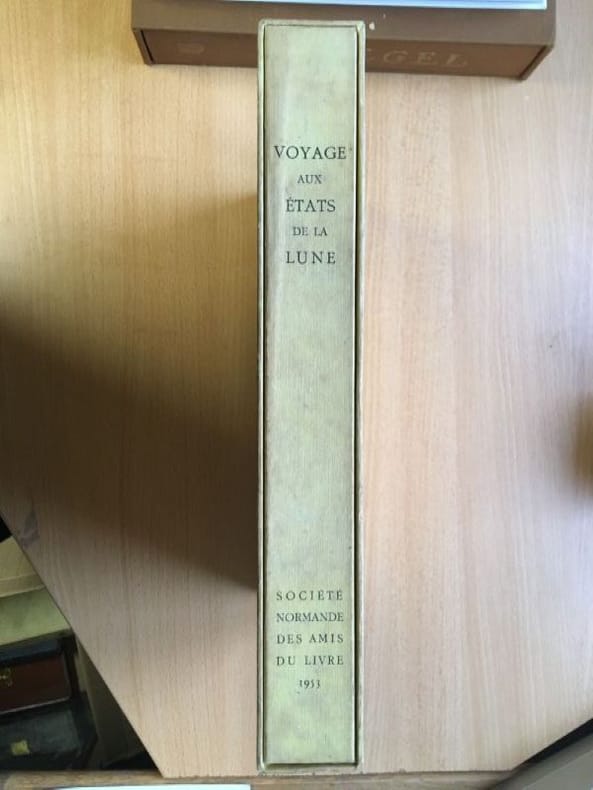 VOYAGE
AUX
ÉTATS
DE LA
LUNE
SOCIÉTÉ
NORMANDE
DES AMIS
DU LIVRE
1953